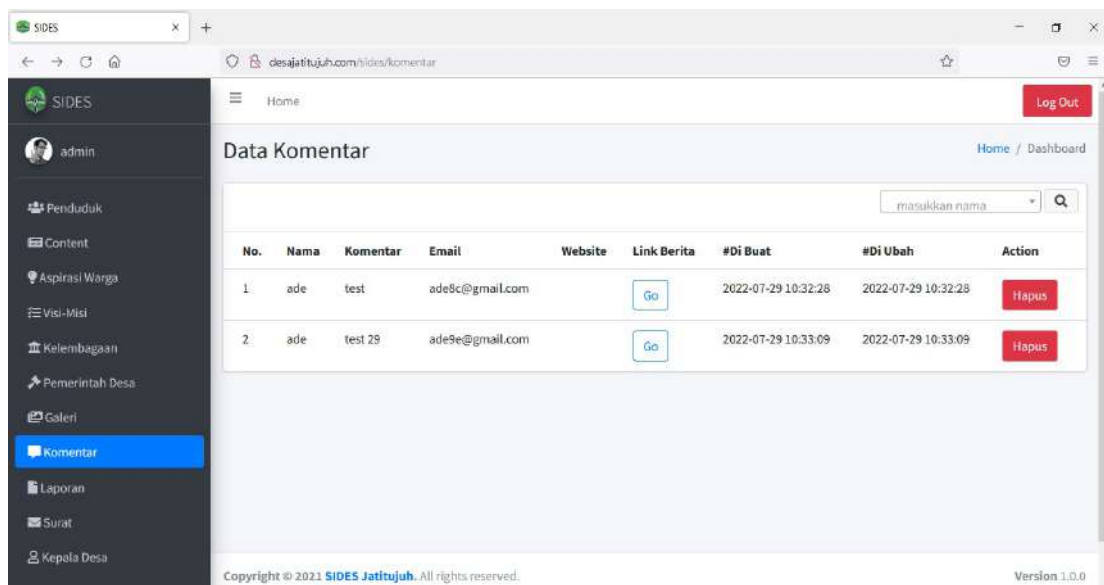 SIDES
desajatitujuh.com/sides/komentar
SIDES
Home
Log Out
admin
Data Komentar
Home / Dashboard
Penduduk
Content
Aspirasi Warga
Visi-Misi
Kelembagaan
Pemerintah Desa
Galeri
Komentar
Laporan
Surat
Kepala Desa
masukkan nama
No. Nama Komentar Email Website Link Berita #Di Buat #Di Ubah Action
1 ade test ade8c@gmail.com Go 2022-07-29 10:32:28 2022-07-29 10:32:28 Hapus
2 ade test 29 ade9e@gmail.com Go 2022-07-29 10:33:09 2022-07-29 10:33:09 Hapus
Copyright © 2021 SIDES Jatitujuh. All rights reserved.
Version 1.0.0